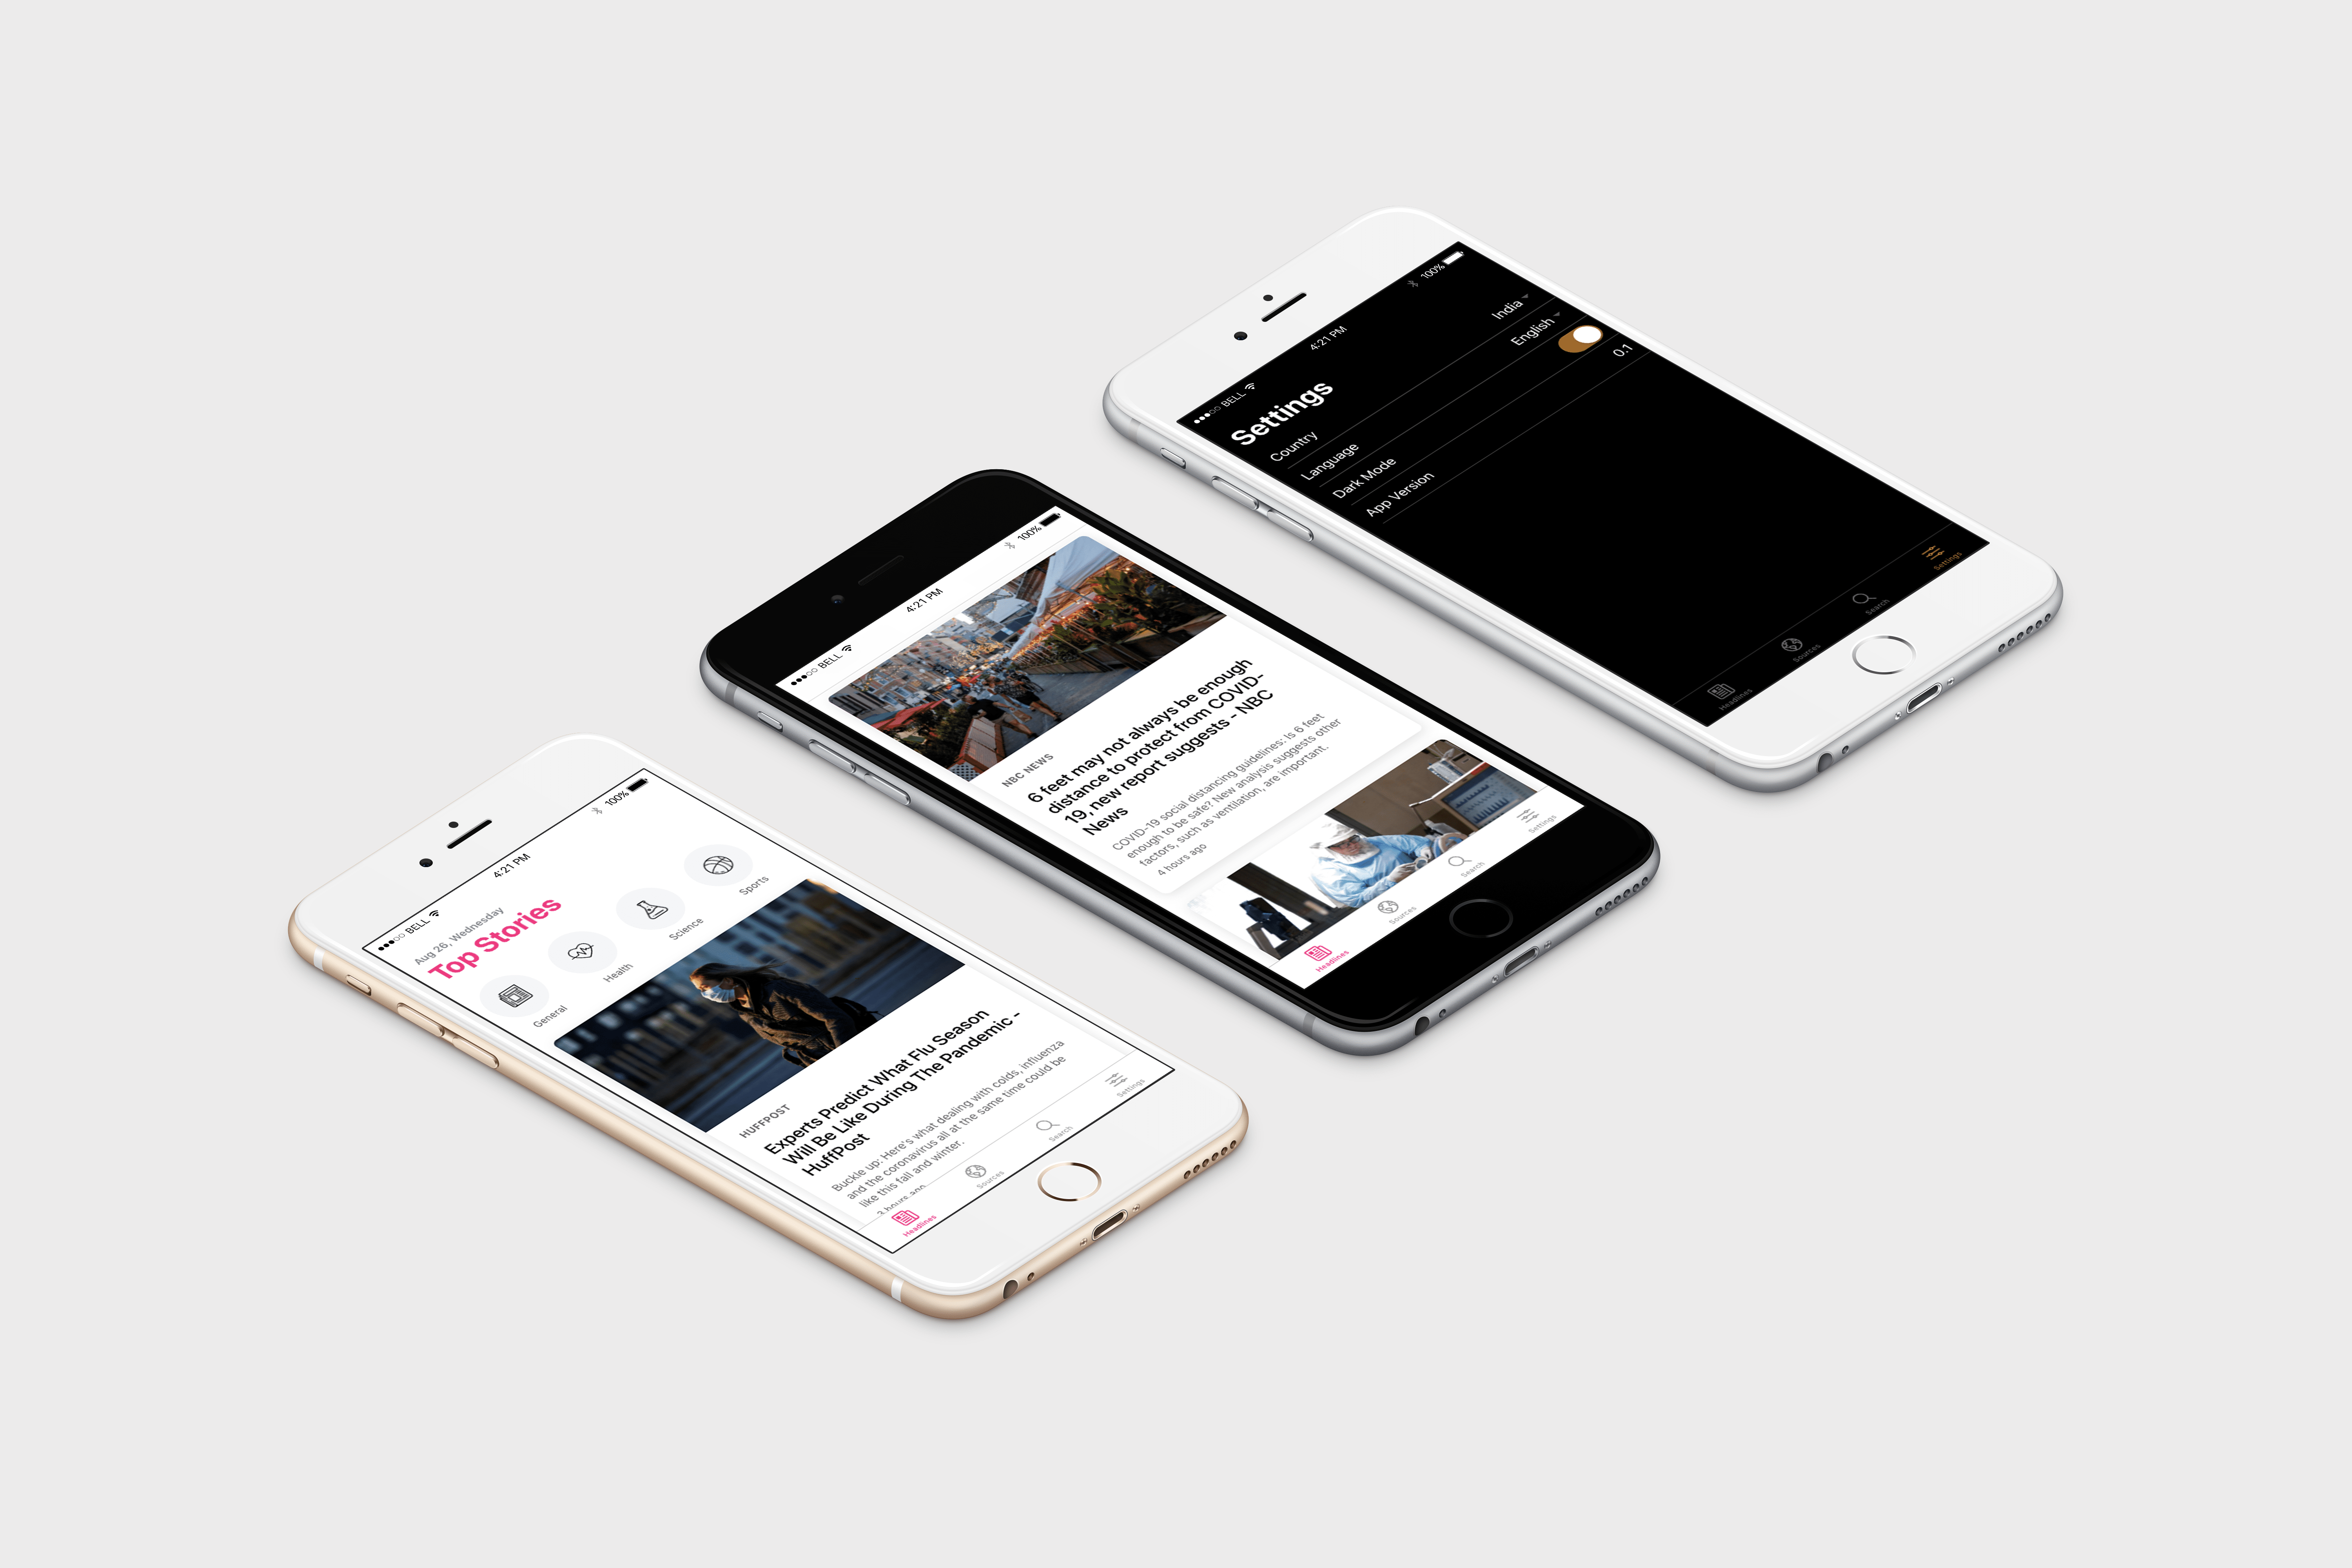 ●●●○○ BELL
4:21 PM
100%
Aug 26, Wednesday
Top Stories
General
Health
Science
Sports
HUFFPOST
Experts Predict What Flu Season
Will Be Like During The Pandemic -
HuffPost
Buckle up: Here's what dealing with colds, influenza
and the coronavirus all at the same time could be
like this fall and winter.
Headlines
Sources
Search
Settings
●●●○○ BELL
4:21 PM
100%
NBC NEWS
6 feet may not always be enough
distance to protect from COVID-
19, new report suggests - NBC
News
COVID-19 social distancing guidelines: Is 6 feet
enough to be safe? New analysis suggests other
factors, such as ventilation, are important.
4 hours ago
Headlines
Sources
Search
Settings
●●●○○ BELL
4:21 PM
100%
Settings
Country
India
Language
English
Dark Mode
App Version
0.1
Headlines
Sources
Search
Settings